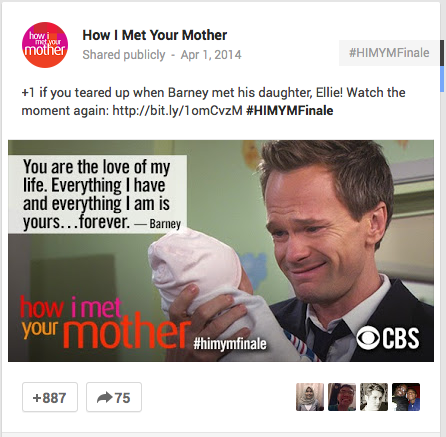 how i
met your
mother
How I Met Your Mother
Shared publicly - Apr 1, 2014
#HIMYMFinale
+1 if you teared up when Barney met his daughter, Ellie! Watch the
moment again: http://bit.ly/1omCvzM #HIMYMFinale
You are the love of my
life. Everything I have
and everything I am is
yours...forever. — Barney
how i met
your mother
#himymfinale
CBS
+887
75